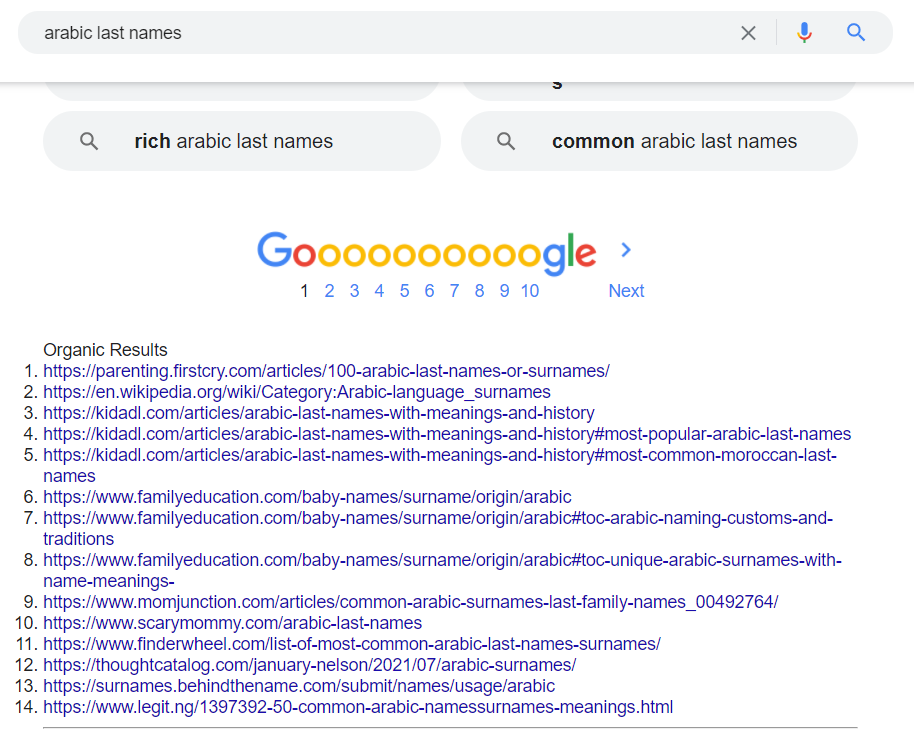 arabic last names
s
rich arabic last names
common arabic last names
Goooooooooogle
1 2 3 4 5 6 7 8 9 10 Next
Organic Results
1. https://parenting.firstcry.com/articles/100-arabic-last-names-or-surnames/
2. https://en.wikipedia.org/wiki/Category:Arabic-language_surnames
3. https://kidadl.com/articles/arabic-last-names-with-meanings-and-history
4. https://kidadl.com/articles/arabic-last-names-with-meanings-and-history#most-popular-arabic-last-names
5. https://kidadl.com/articles/arabic-last-names-with-meanings-and-history#most-common-moroccan-last-
names
6. https://www.familyeducation.com/baby-names/surname/origin/arabic
7. https://www.familyeducation.com/baby-names/surname/origin/arabic#toc-arabic-naming-customs-and-
traditions
8. https://www.familyeducation.com/baby-names/surname/origin/arabic#toc-unique-arabic-surnames-with-
name-meanings-
9. https://www.momjunction.com/articles/common-arabic-surnames-last-family-names_00492764/
10. https://www.scarymommy.com/arabic-last-names
11. https://www.finderwheel.com/list-of-most-common-arabic-last-names-surnames/
12. https://thoughtcatalog.com/january-nelson/2021/07/arabic-surnames/
13. https://surnames.behindthename.com/submit/names/usage/arabic
14. https://www.legit.ng/1397392-50-common-arabic-namessurnames-meanings.html